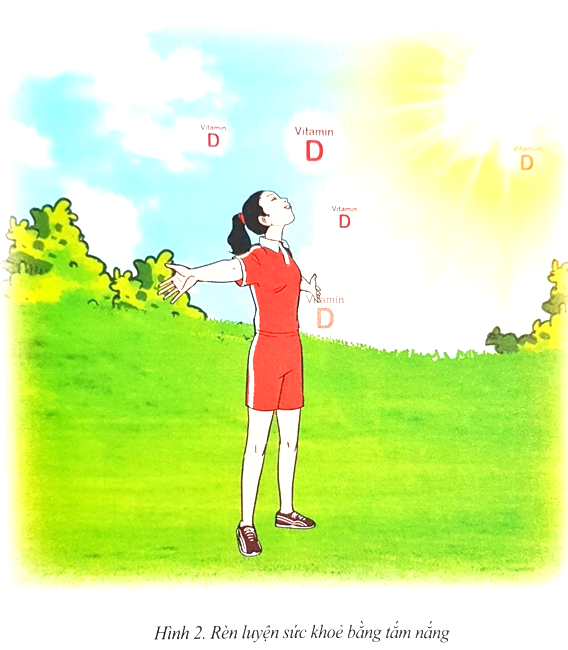 Vitamin
D
Vitamin
D
Vitamin
D
Vitamin
D
Vitamin
D
Hình 2. Rèn luyện sức khoẻ bằng tắm nắng